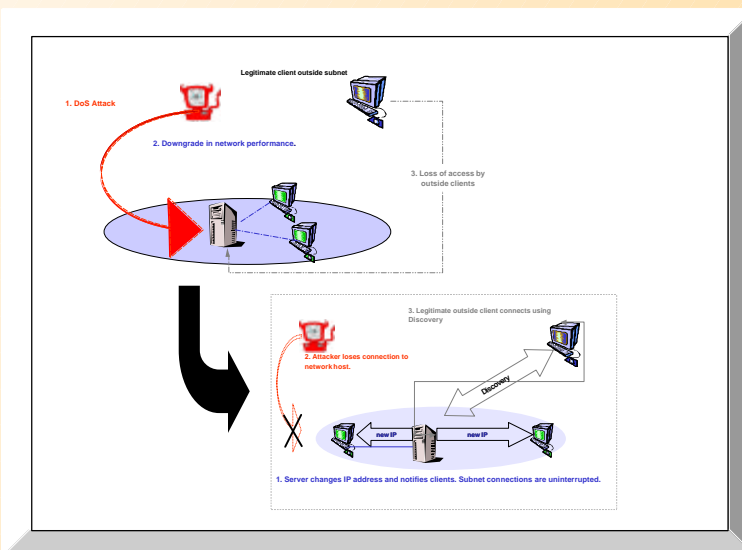 Legitimate client outside subnet
1. DoS Attack
2. Downgrade in network performance.
3. Loss of access by
outside clients
3. Legitimate outside client connects using
Discovery
2. Attacker loses connection to
network host.
Discovery
new IP
new IP
1. Server changes IP address and notifies clients. Subnet connections are uninterrupted.